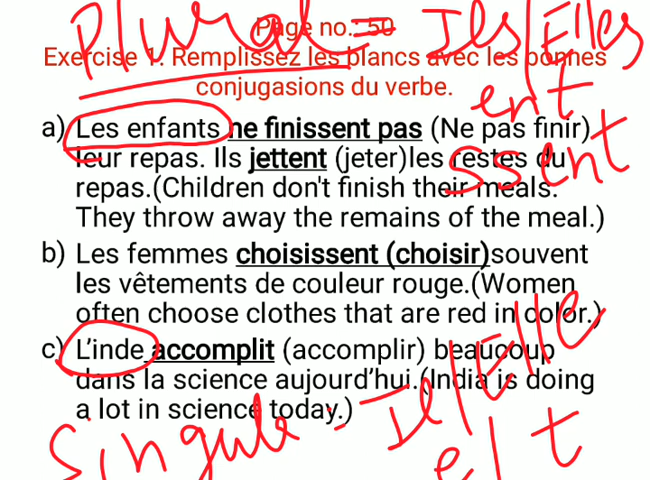 Plural = Ils/Elles
Page no.: 50
Exercise 1: Remplissez les blancs avec les bonnes
conjugasions du verbe.
ent
a) Les enfants ne finissent pas (Ne pas finir)
ssent
leur repas. Ils jettent (jeter)les restes du
repas.(Children don't finish their meals.
They throw away the remains of the meal.)
b) Les femmes choisissent (choisir)souvent
les vêtements de couleur rouge.(Women
often choose clothes that are red in color.)
c) L'inde accomplit (accomplir) beaucoup
dans la science aujourd'hui.(India is doing
a lot in science today.)
Il/Elle
e/t